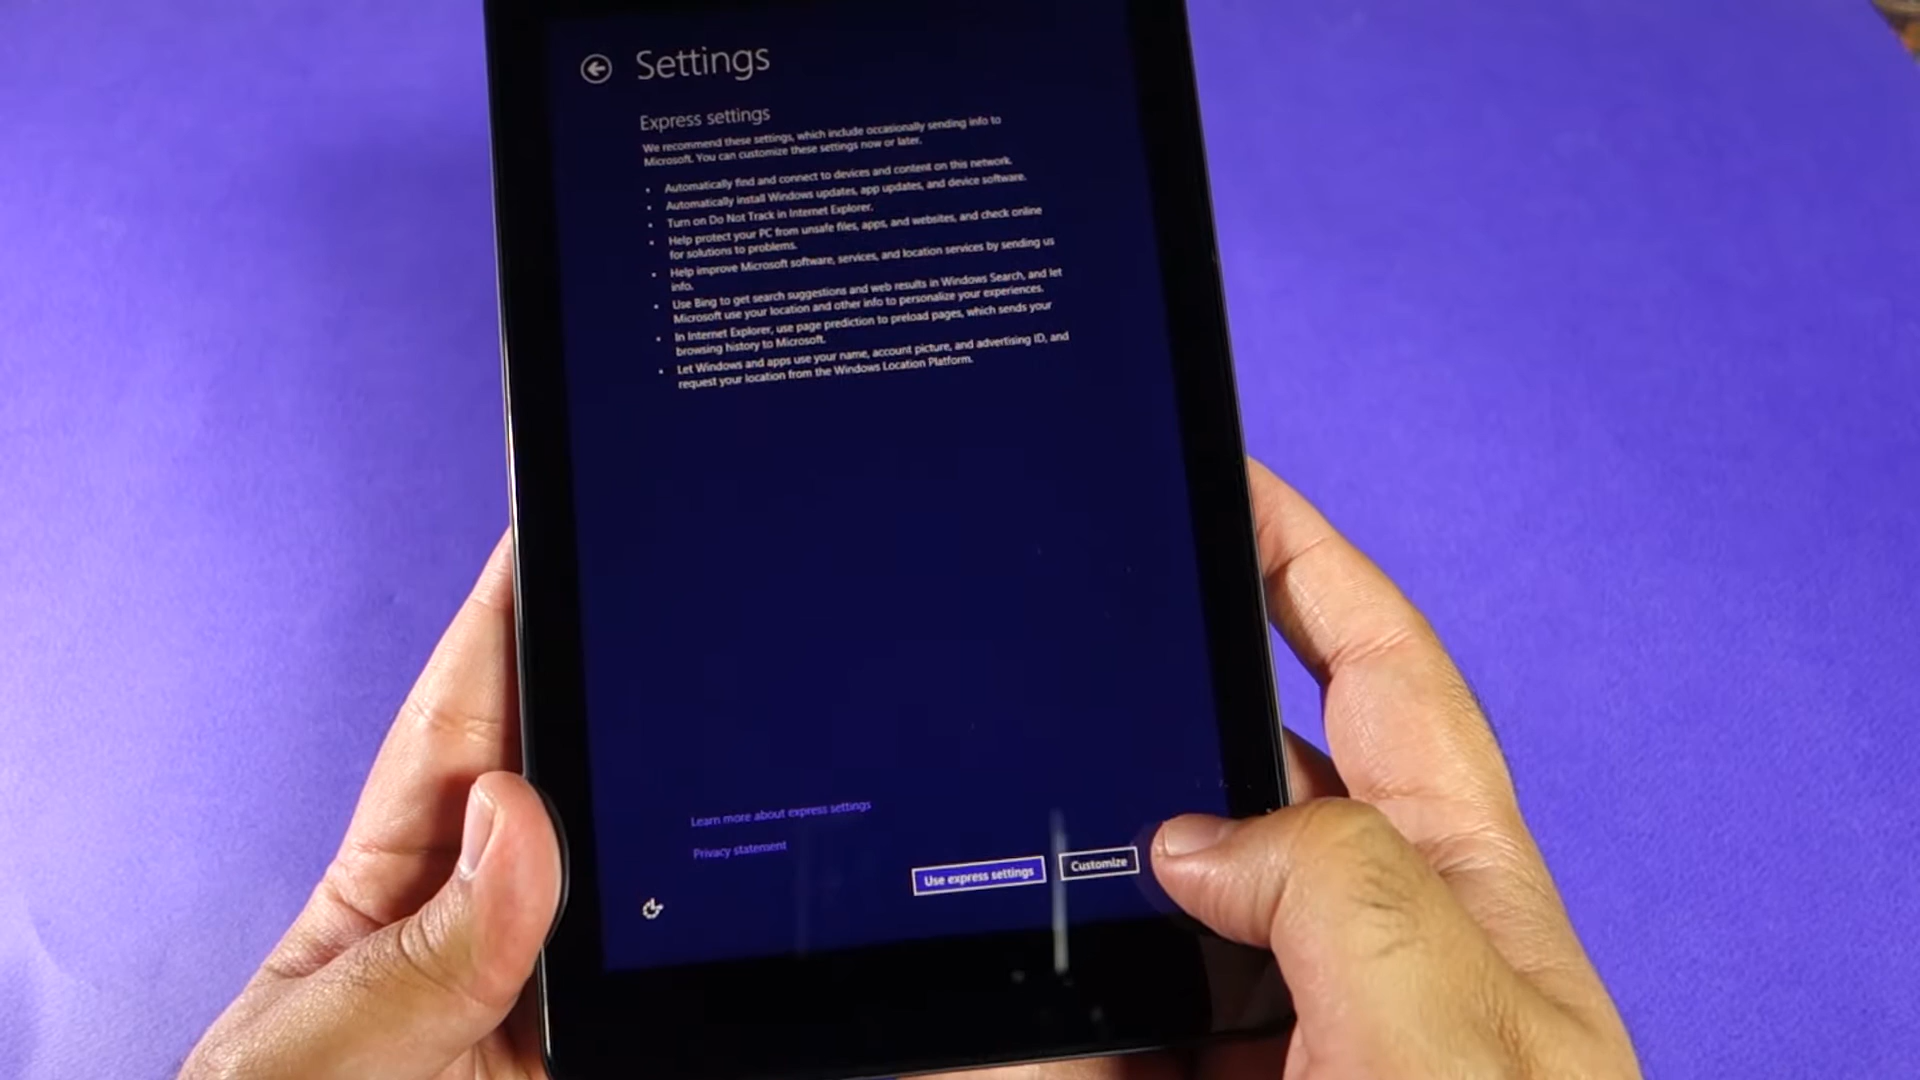 Settings
Express settings
We recommend these settings, which include occasionally sending info to
Microsoft. You can customize these settings now or later.
• Automatically find and connect to devices and content on this network.
• Automatically install Windows updates, app updates, and device software.
• Turn on Do Not Track in Internet Explorer.
• Help protect your PC from unsafe files, apps, and websites, and check online
for solutions to problems.
• Help improve Microsoft software, services, and location services by sending us
info.
• Use Bing to get search suggestions and web results in Windows Search, and let
Microsoft use your location and other info to personalize your experiences.
• In Internet Explorer, use page prediction to preload pages, which sends your
browsing history to Microsoft.
• Let Windows and apps use your name, account picture, and advertising ID, and
request your location from the Windows Location Platform.
Learn more about express settings
Privacy statement
Use express settings
Customize